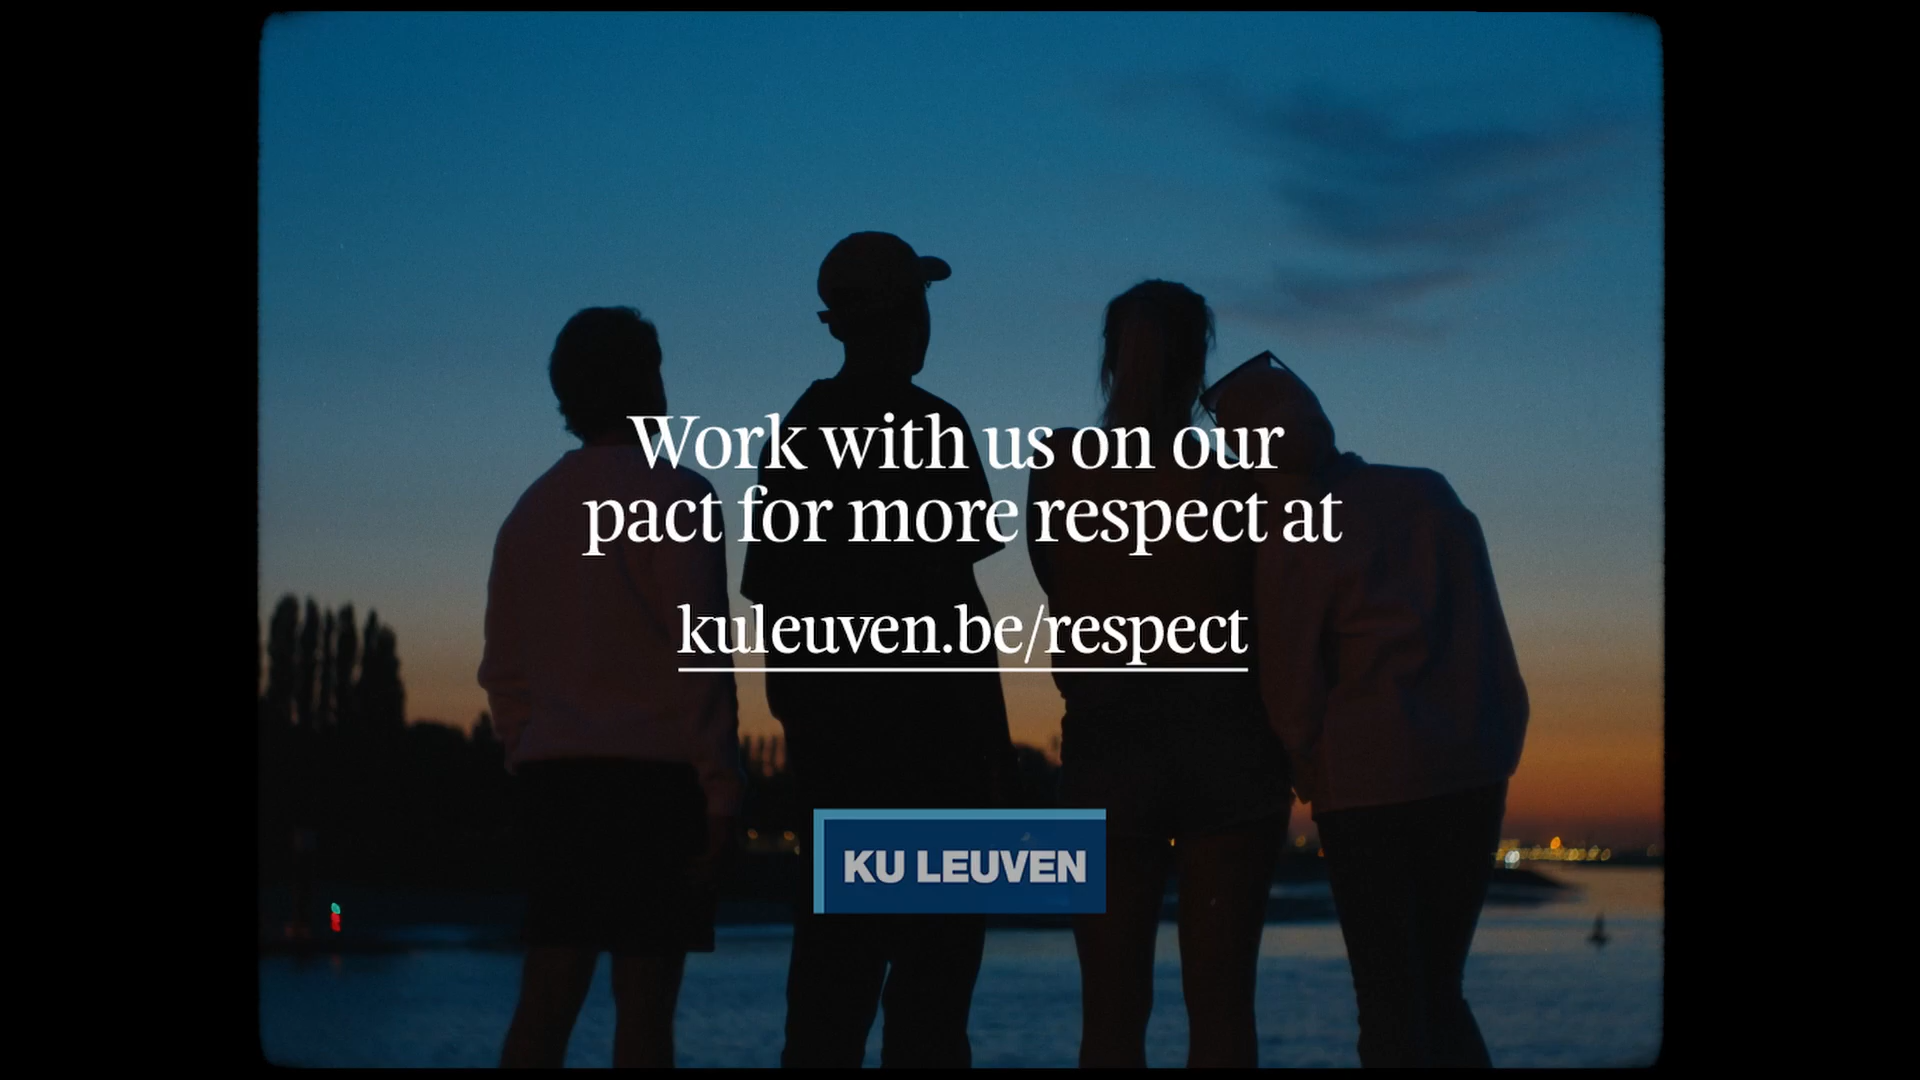 Work with us on our
pact for more respect at
kuleuven.be/respect
KU LEUVEN